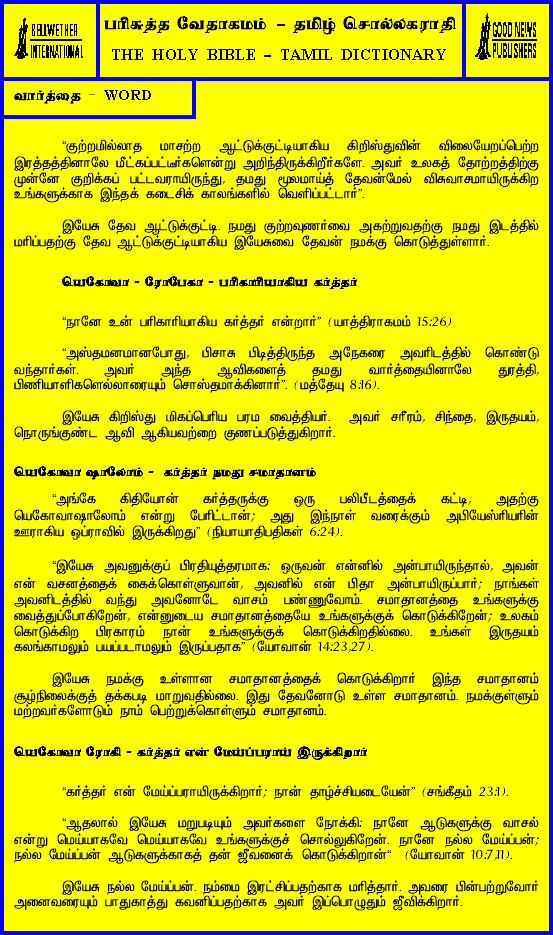 BELLWETHER
INTERNATIONAL
பரிசுத்த வேதாகமம் – தமிழ் சொல்லகராதி
THE HOLY BIBLE – TAMIL DICTIONARY
GOOD NEWS
PUBLISHERS
வார்த்தை - WORD
“குற்றமில்லாத மாசற்ற ஆட்டுக்குட்டியாகிய கிறிஸ்துவின் விலையேறப்பெற்ற
இரத்தத்தினாலே மீட்கப்பட்டீர்களென்று அறிந்திருக்கிறீர்களே. அவர் உலகத் தோற்றத்திற்கு
முன்னே குறிக்கப் பட்டவராயிருந்து, தமது மூலமாய்த் தேவன்மேல் விசுவாசமாயிருக்கிற
உங்களுக்காக இந்தக் கடைசிக் காலங்களில் வெளிப்பட்டார்”.
இயேசு தேவ ஆட்டுக்குட்டி. நமது குற்றவுணர்வை அகற்றுவதற்கு நமது இடத்தில்
மரிப்பதற்கு தேவ ஆட்டுக்குட்டியாகிய இயேசுவை தேவன் நமக்கு கொடுத்துள்ளார்.
யெகோவா - ரோபேகா - பரிகாரியாகிய கர்த்தர்
“நானே உன் பரிகாரியாகிய கர்த்தர் என்றார்” (யாத்திராகமம் 15:26)
“அஸ்தமனமானபோது, பிசாசு பிடித்திருந்த அநேகரை அவரிடத்தில் கொண்டு
வந்தார்கள். அவர் அந்த ஆவிகளைத் தமது வார்த்தையினாலே துரத்தி,
பிணியாளிகளெல்லாரையும் சொஸ்தமாக்கினார்”. (மத்தேயு 8:16).
இயேசு கிறிஸ்து மிகப்பெரிய பரம வைத்தியர். அவர் சரீரம், சிந்தை, இருதயம்,
நொருங்குண்ட ஆவி ஆகியவற்றை குணப்படுத்துகிறார்.
யெகோவா ஷாலோம் - கர்த்தர் நமது சமாதானம்
“அங்கே கிதியோன் கர்த்தருக்கு ஒரு பலிபீடத்தைக் கட்டி, அதற்கு
யெகோவாஷாலோம் என்று பேரிட்டான்; அது இந்நாள் வரைக்கும் அபியேஸ்ரியரின்
ஊராகிய ஒப்ராவில் இருக்கிறது” (நியாயாதிபதிகள் 6:24).
“இயேசு அவனுக்குப் பிரதியுத்தரமாக: ஒருவன் என்னில் அன்பாயிருந்தால், அவன்
என் வசனத்தைக் கைக்கொள்ளுவான், அவனில் என் பிதா அன்பாயிருப்பார்; நாங்கள்
அவனிடத்தில் வந்து அவனோடே வாசம் பண்ணுவோம். சமாதானத்தை உங்களுக்கு
வைத்துப்போகிறேன், என்னுடைய சமாதானத்தையே உங்களுக்குக் கொடுக்கிறேன்; உலகம்
கொடுக்கிற பிரகாரம் நான் உங்களுக்குக் கொடுக்கிறதில்லை. உங்கள் இருதயம்
கலங்காமலும் பயப்படாமலும் இருப்பதாக” (யோவான் 14:23,27).
இயேசு நமக்கு உள்ளான சமாதானத்தைக் கொடுக்கிறார் இந்த சமாதானம்
சூழ்நிலைக்குத் தக்கபடி மாறுவதில்லை. இது தேவனோடு உள்ள சமாதானம். நமக்குள்ளும்
மற்றவர்களோடும் நாம் பெற்றுக்கொள்ளும் சமாதானம்.
யெகோவா ரோகி - கர்த்தர் என் மேய்ப்பராய் இருக்கிறார்
“கர்த்தர் என் மேய்ப்பராயிருக்கிறார்; நான் தாழ்ச்சியடையேன்” (சங்கீதம் 23:1).
“ஆதலால் இயேசு மறுபடியும் அவர்களை நோக்கி: நானே ஆடுகளுக்கு வாசல்
என்று மெய்யாகவே மெய்யாகவே உங்களுக்குச் சொல்லுகிறேன். நானே நல்ல மேய்ப்பன்;
நல்ல மேய்ப்பன் ஆடுகளுக்காகத் தன் ஜீவனைக் கொடுக்கிறான்“ (யோவான் 10:7,11).
இயேசு நல்ல மேய்ப்பன். நம்மை இரட்சிப்பதற்காக மரித்தார். அவரை பின்பற்றுவோர்
அனைவரையும் பாதுகாத்து கவனிப்பதற்காக அவர் இப்பொழுதும் ஜீவிக்கிறார்.